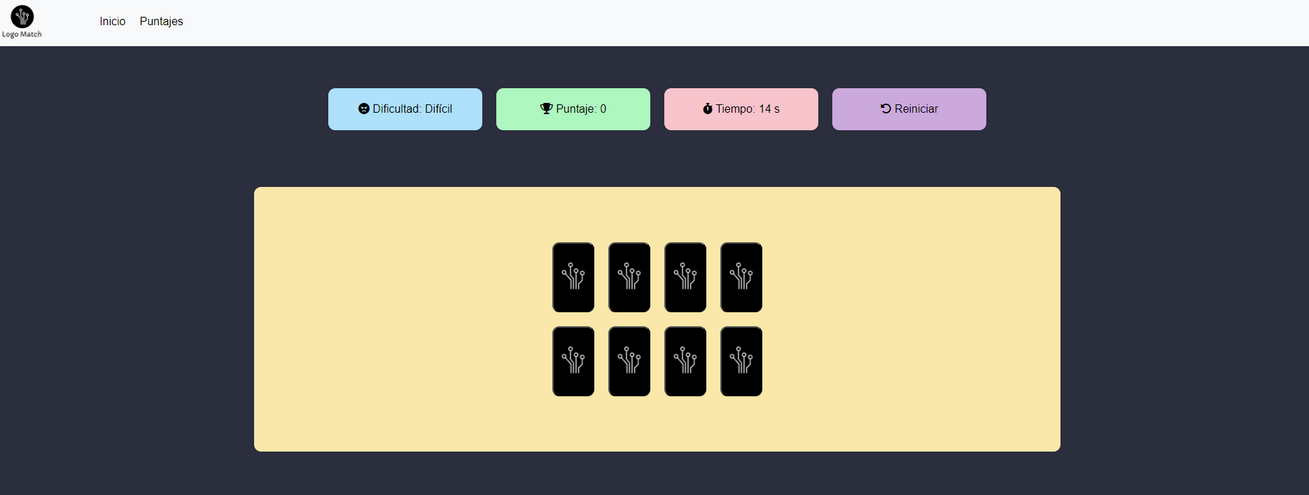 Logo Match
Inicio
Puntajes
Dificultad: Difícil
Puntaje: 0
Tiempo: 14 s
Reiniciar